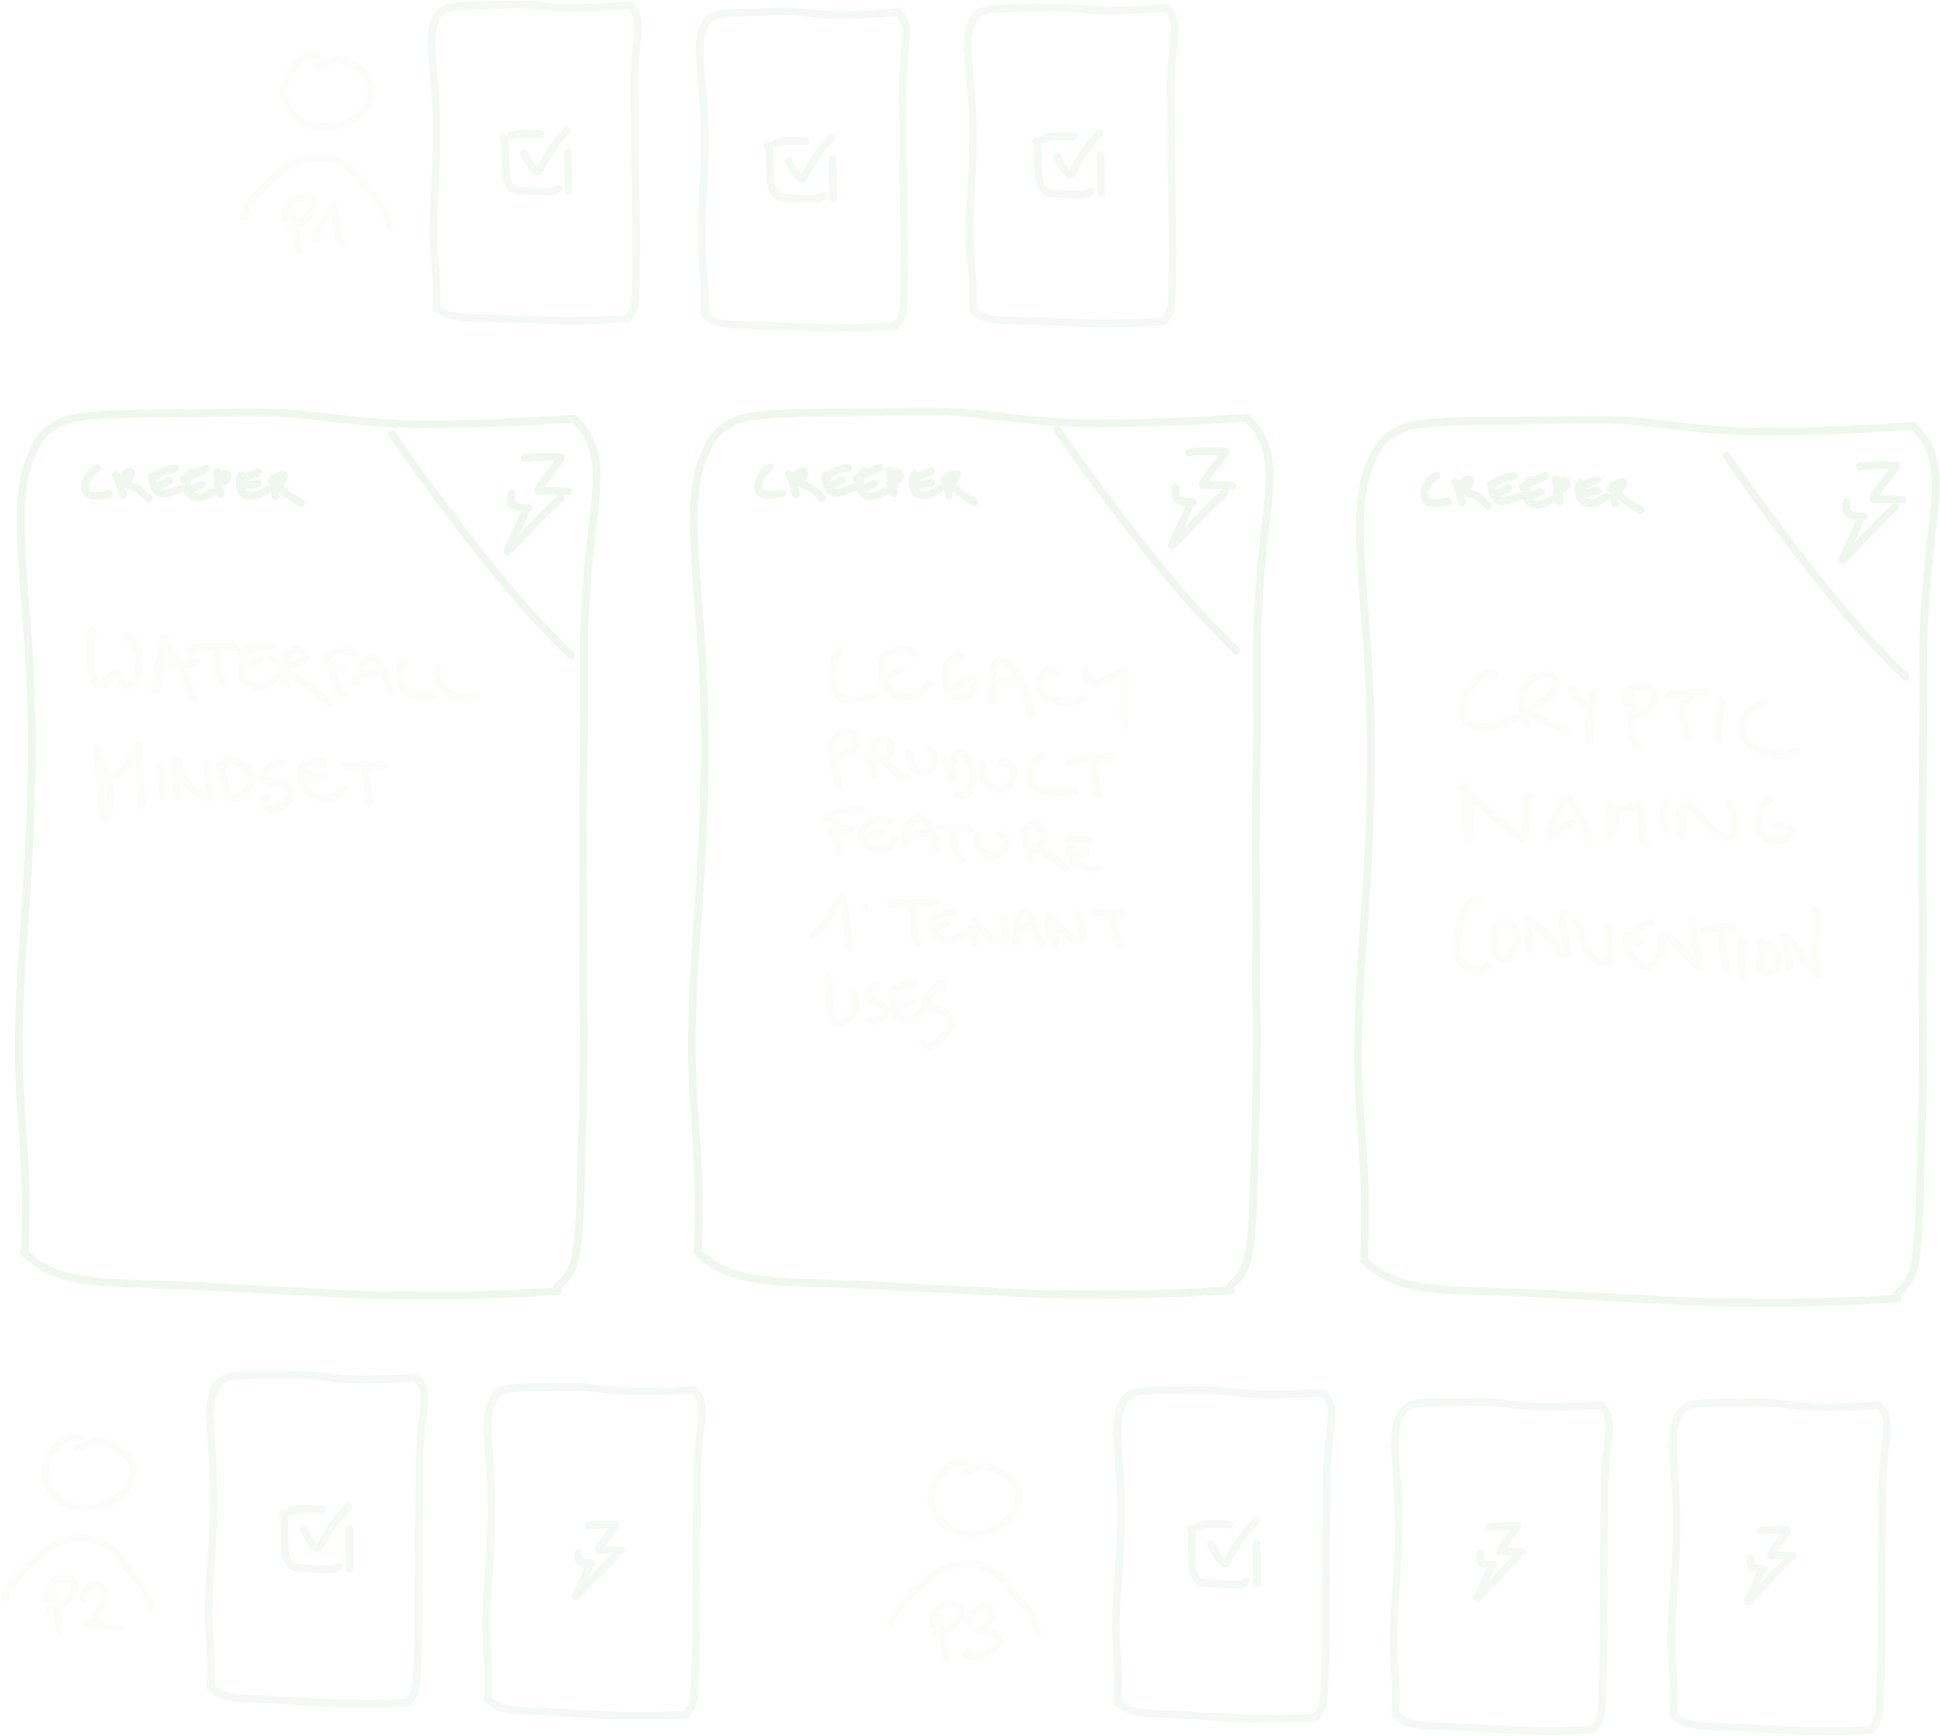 P1
CREEPER
WATERFALL
MINDSET
CREEPER
LEGACY
PRODUCT
FEATURE
1 TENANT
USES
CREEPER
CRYPTIC
NAMING
CONVENTION
P2
P3